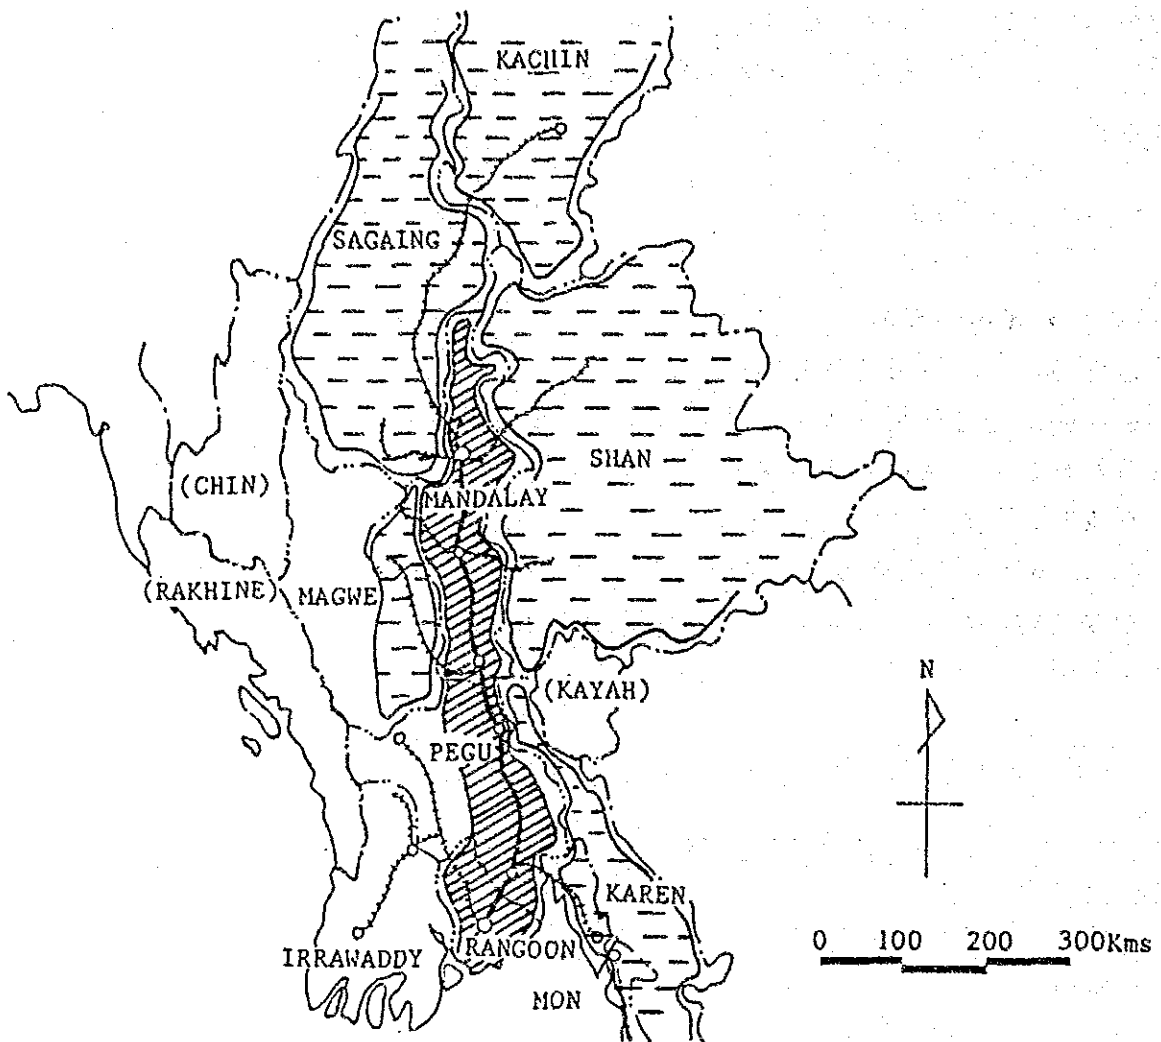 KACHIN
SAGAING
SHAN
(CHIN)
MANDALAY
(RAKHINE)
MAGWE
N
(KAYAH)
PEGU
KAREN
0 100 200 300Kms
RANGOON
IRRAWADDY
MON